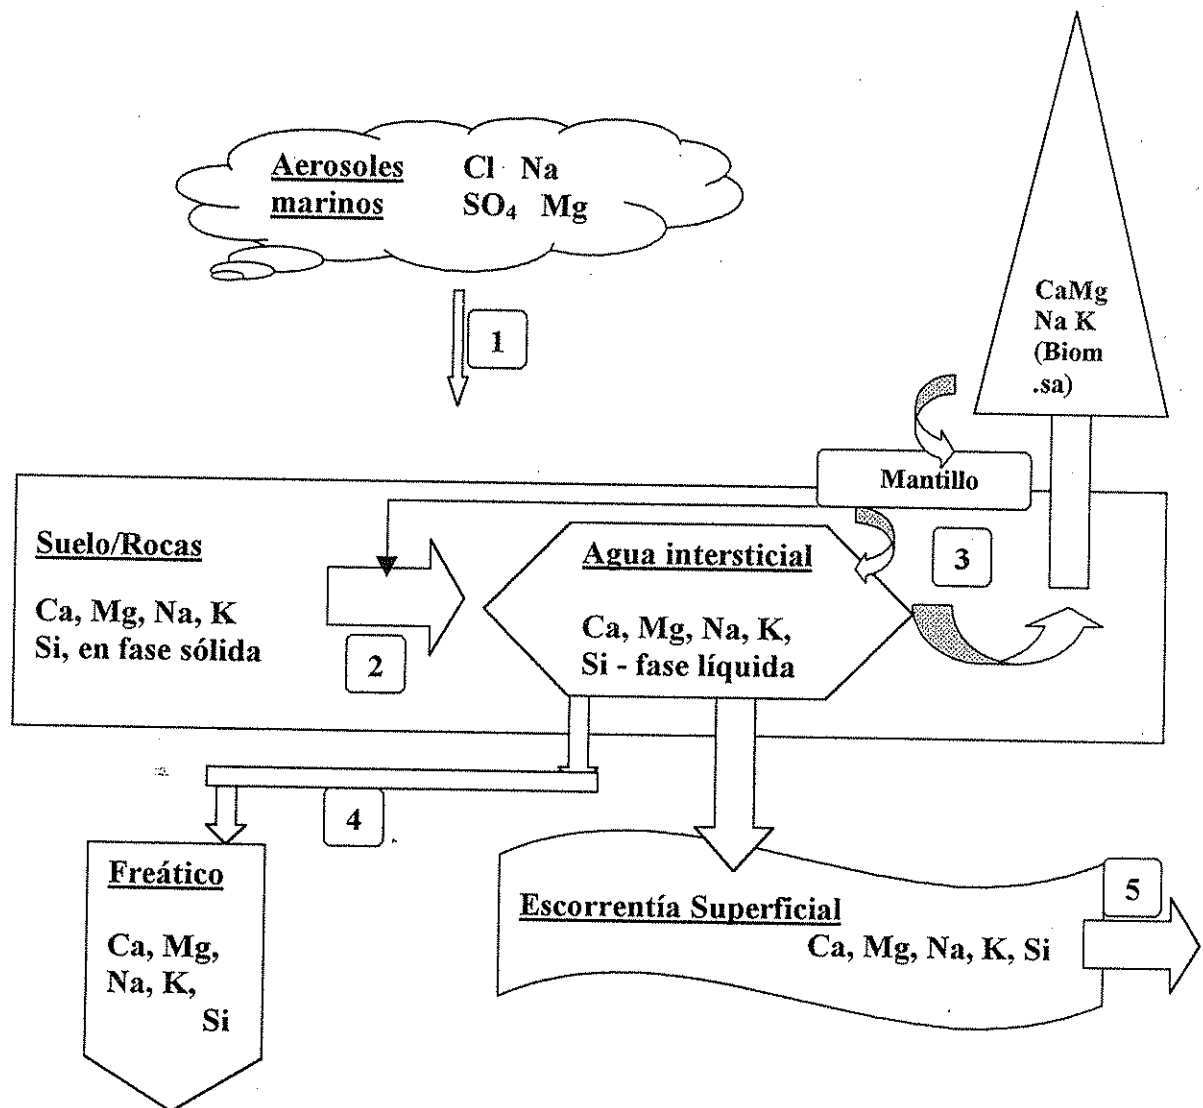 Aerosoles Cl Na
marinos SO₄ Mg
1
CaMg
Na K
(Biom
.sa)
Mantillo
Suelo/Rocas
Ca, Mg, Na, K
Si, en fase sólida
2
Agua intersticial
Ca, Mg, Na, K,
Si - fase líquida
3
4
Freático
Ca, Mg,
Na, K,
Si
Escorrentía Superficial
Ca, Mg, Na, K, Si
5